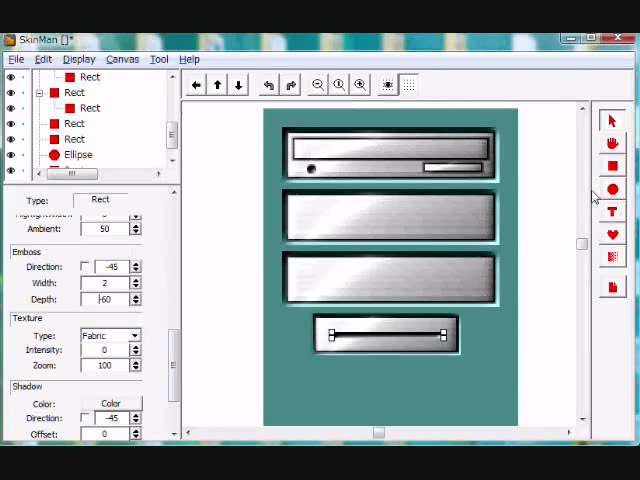 SkinMan []*
File Edit Display Canvas Tool Help
Rect
Rect
Rect
Rect
Rect
Ellipse
Type: Rect
Ambient: 50
Emboss
Direction: -45
Width: 2
Depth: -60
Texture
Type: Fabric
Intensity: 0
Zoom: 100
Shadow
Color: Color
Direction: -45
Offset: 0